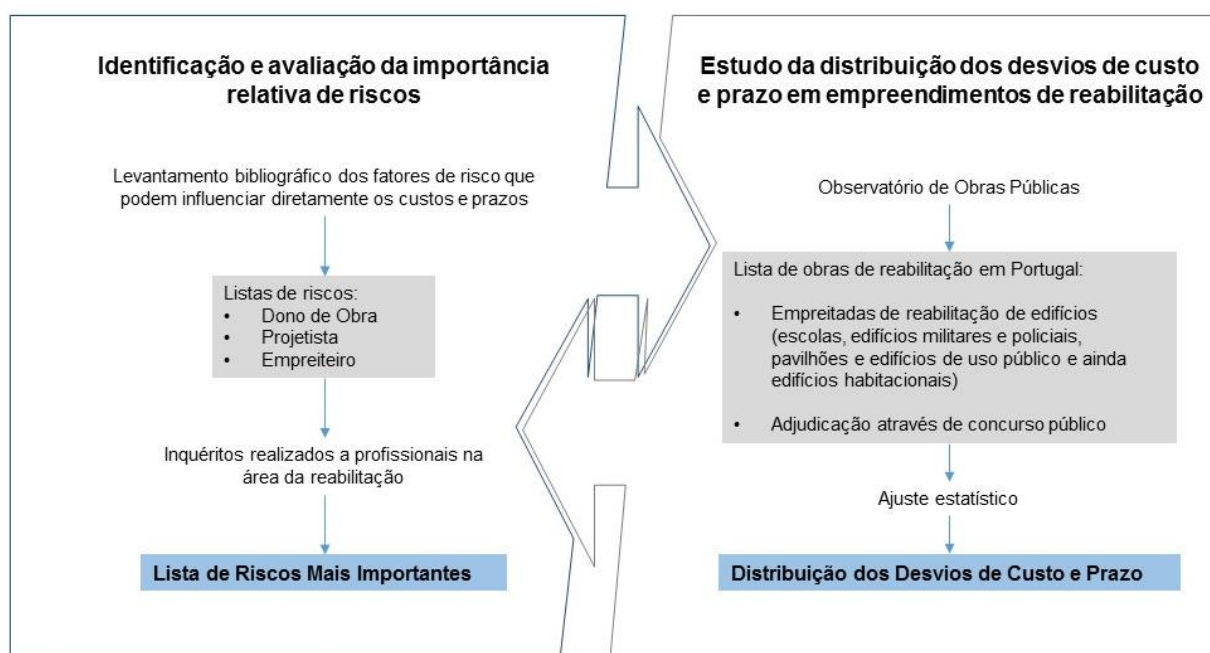 Identificação e avaliação da importância
relativa de riscos
Levantamento bibliográfico dos fatores de risco que
podem influenciar diretamente os custos e prazos
Listas de riscos:
• Dono de Obra
• Projetista
• Empreiteiro
Inquéritos realizados a profissionais na
área da reabilitação
Lista de Riscos Mais Importantes
Estudo da distribuição dos desvios de custo
e prazo em empreendimentos de reabilitação
Observatório de Obras Públicas
Lista de obras de reabilitação em Portugal:
• Empreitadas de reabilitação de edifícios
(escolas, edifícios militares e policiais,
pavilhões e edifícios de uso público e ainda
edifícios habitacionais)
• Adjudicação através de concurso público
Ajuste estatístico
Distribuição dos Desvios de Custo e Prazo